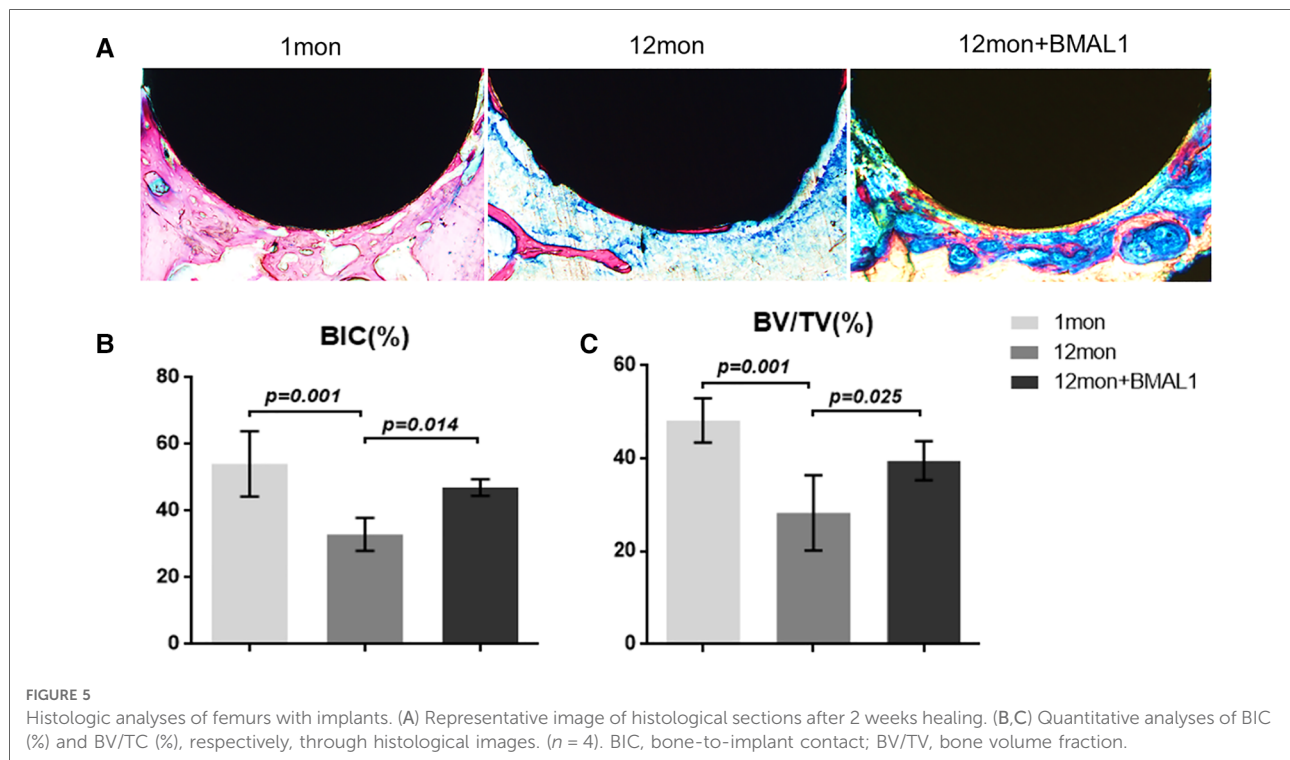 A
1mon
12mon
12mon+BMAL1
B
BIC(%)
80
60
40
20
0
p=0.001
p=0.014
C
BV/TV(%)
60
40
20
0
p=0.001
p=0.025
1mon
12mon
12mon+BMAL1
FIGURE 5
Histologic analyses of femurs with implants. (A) Representative image of histological sections after 2 weeks healing. (B,C) Quantitative analyses of BIC
(%) and BV/TC (%), respectively, through histological images. (n = 4). BIC, bone-to-implant contact; BV/TV, bone volume fraction.